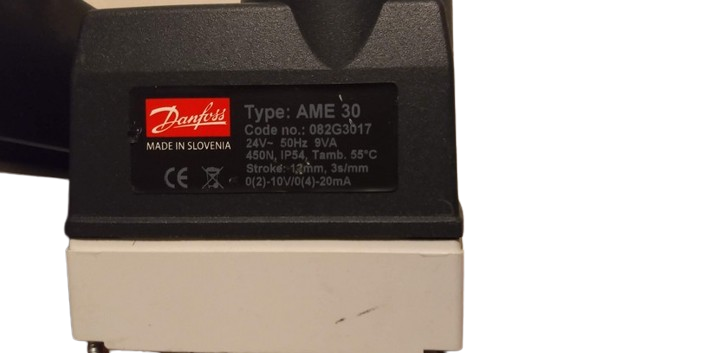 Danfoss
MADE IN SLOVENIA
CE
Type: AME 30
Code no.: 082G3017
24V~ 50Hz 9VA
450N, IP54, Tamb. 55°C
Stroke: 12mm, 3s/mm
0(2)-10V/0(4)-20mA